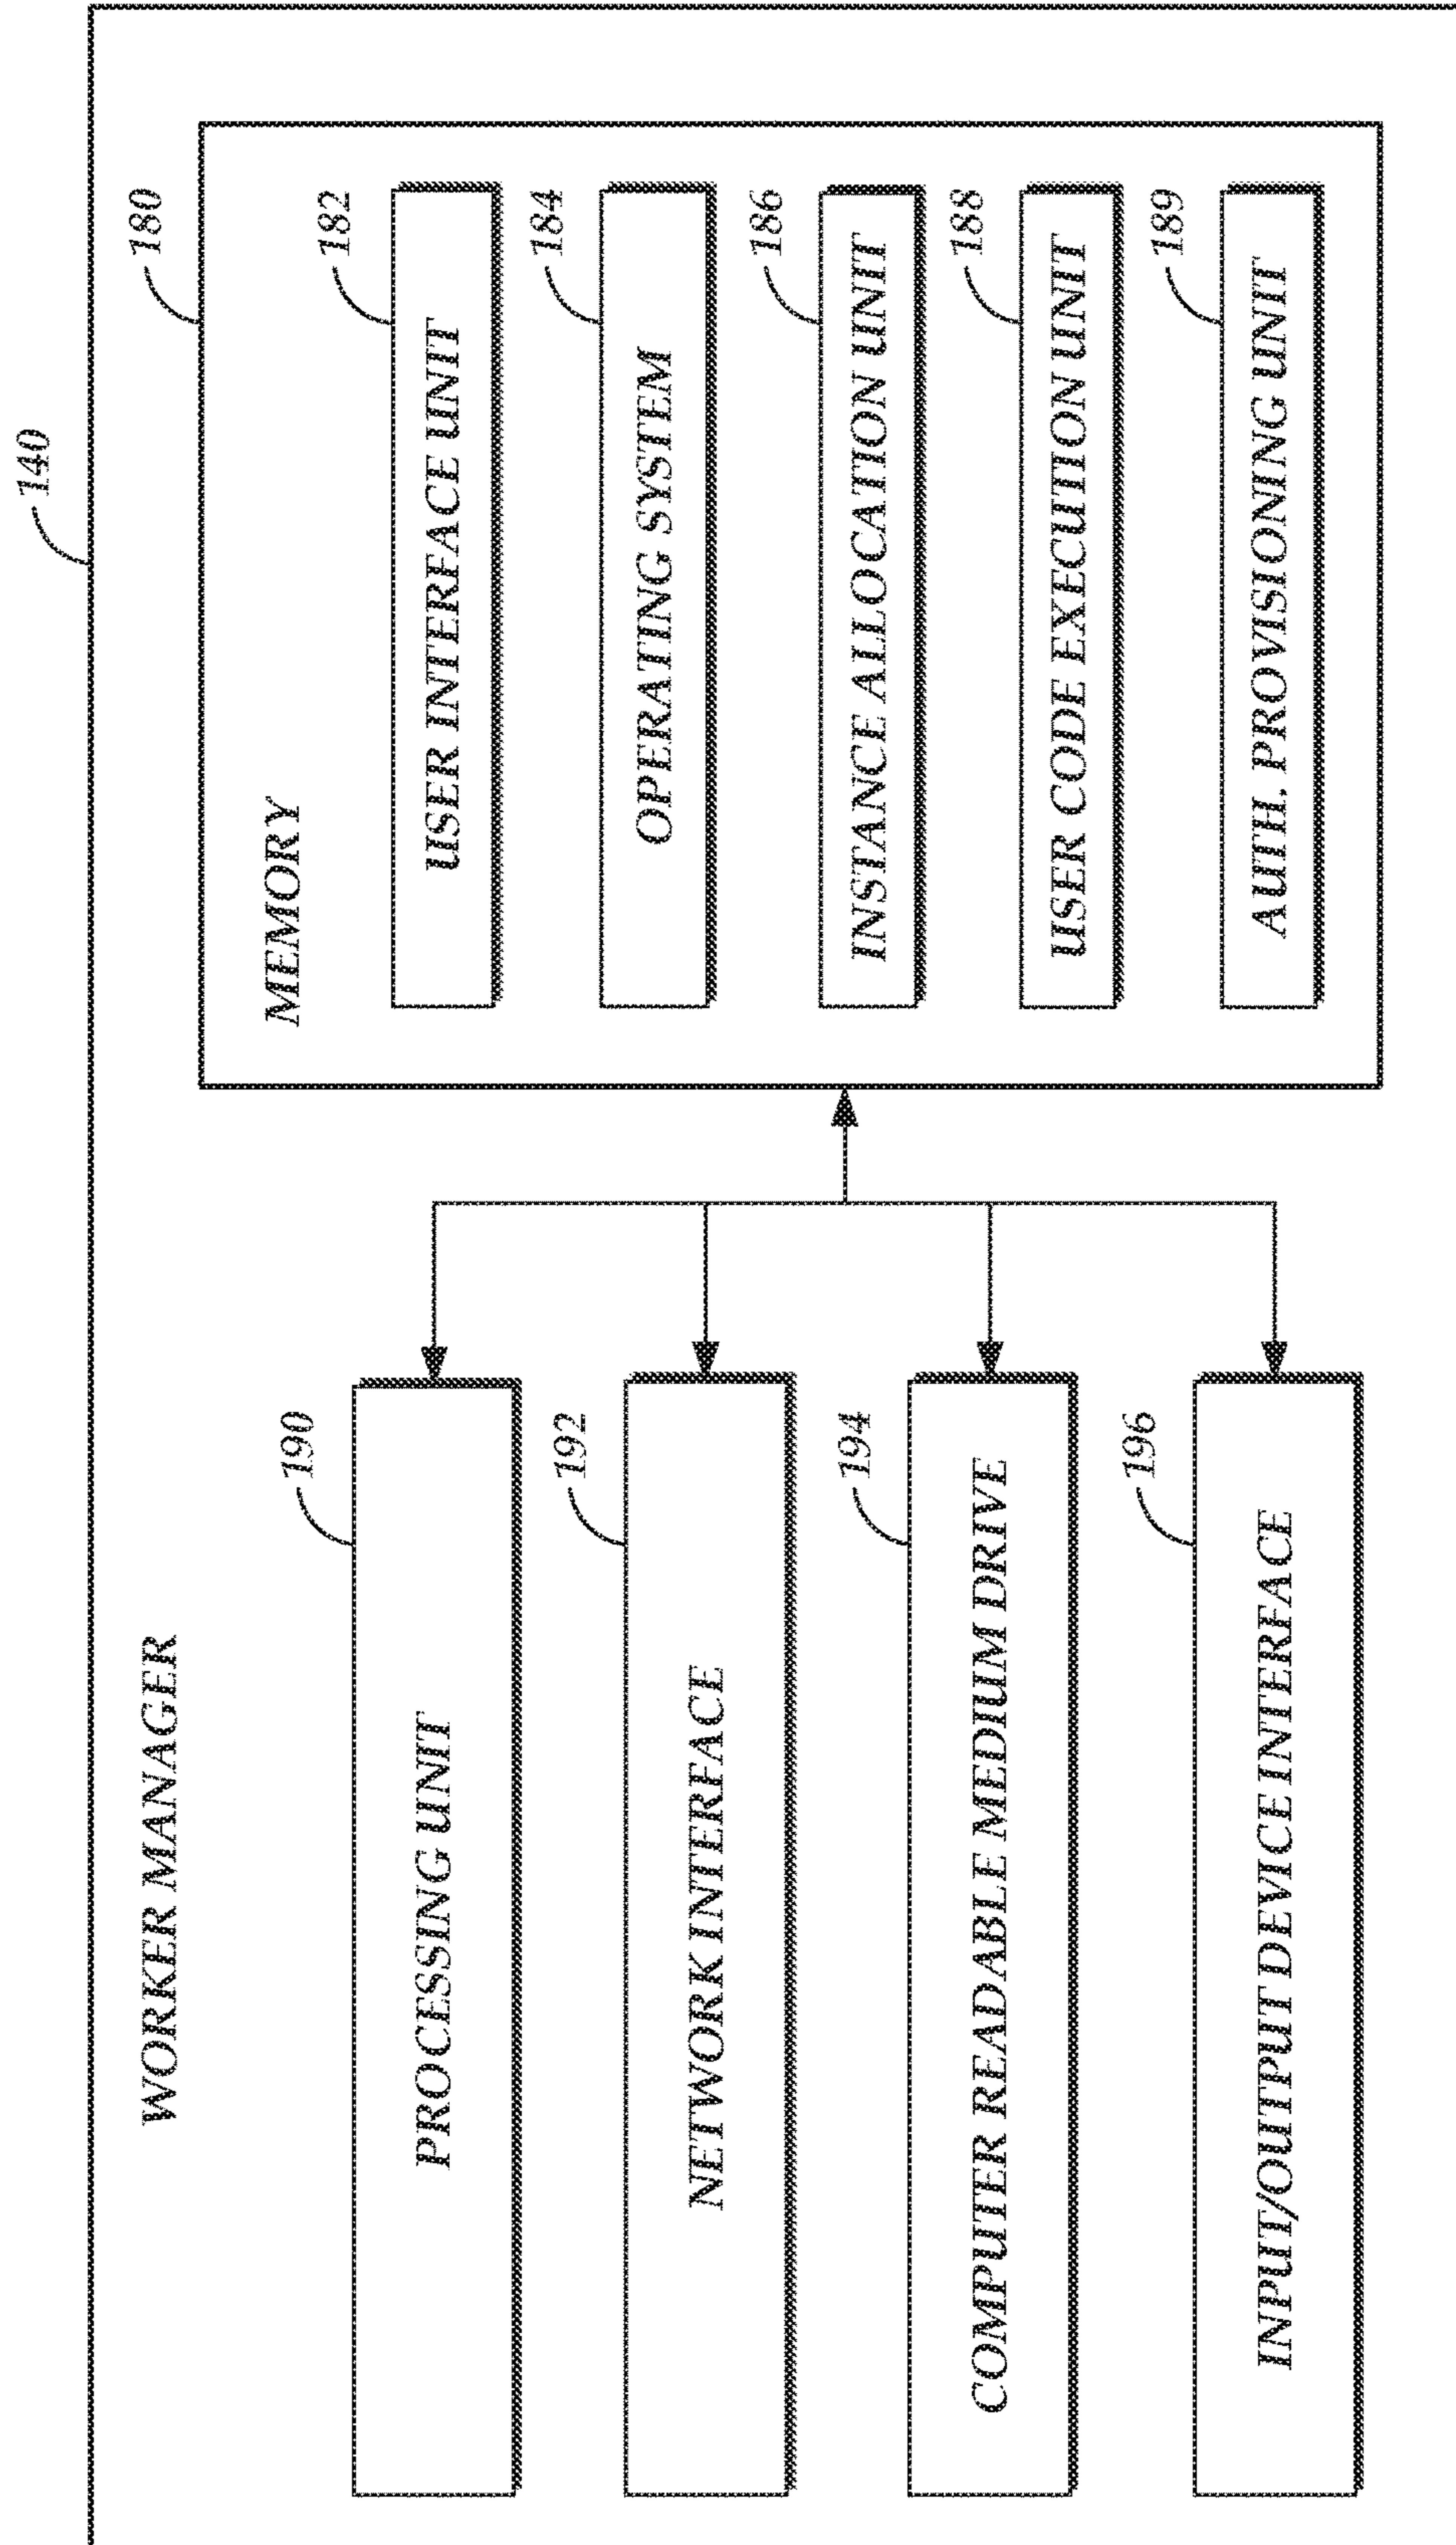 140
WORKER MANAGER
180
MEMORY
190
PROCESSING UNIT
192
NETWORK INTERFACE
194
COMPUTER READABLE MEDIUM DRIVE
196
INPUT/OUTPUT DEVICE INTERFACE
182
USER INTERFACE UNIT
184
OPERATING SYSTEM
186
INSTANCE ALLOCATION UNIT
188
USER CODE EXECUTION UNIT
189
AUTH. PROVISIONING UNIT